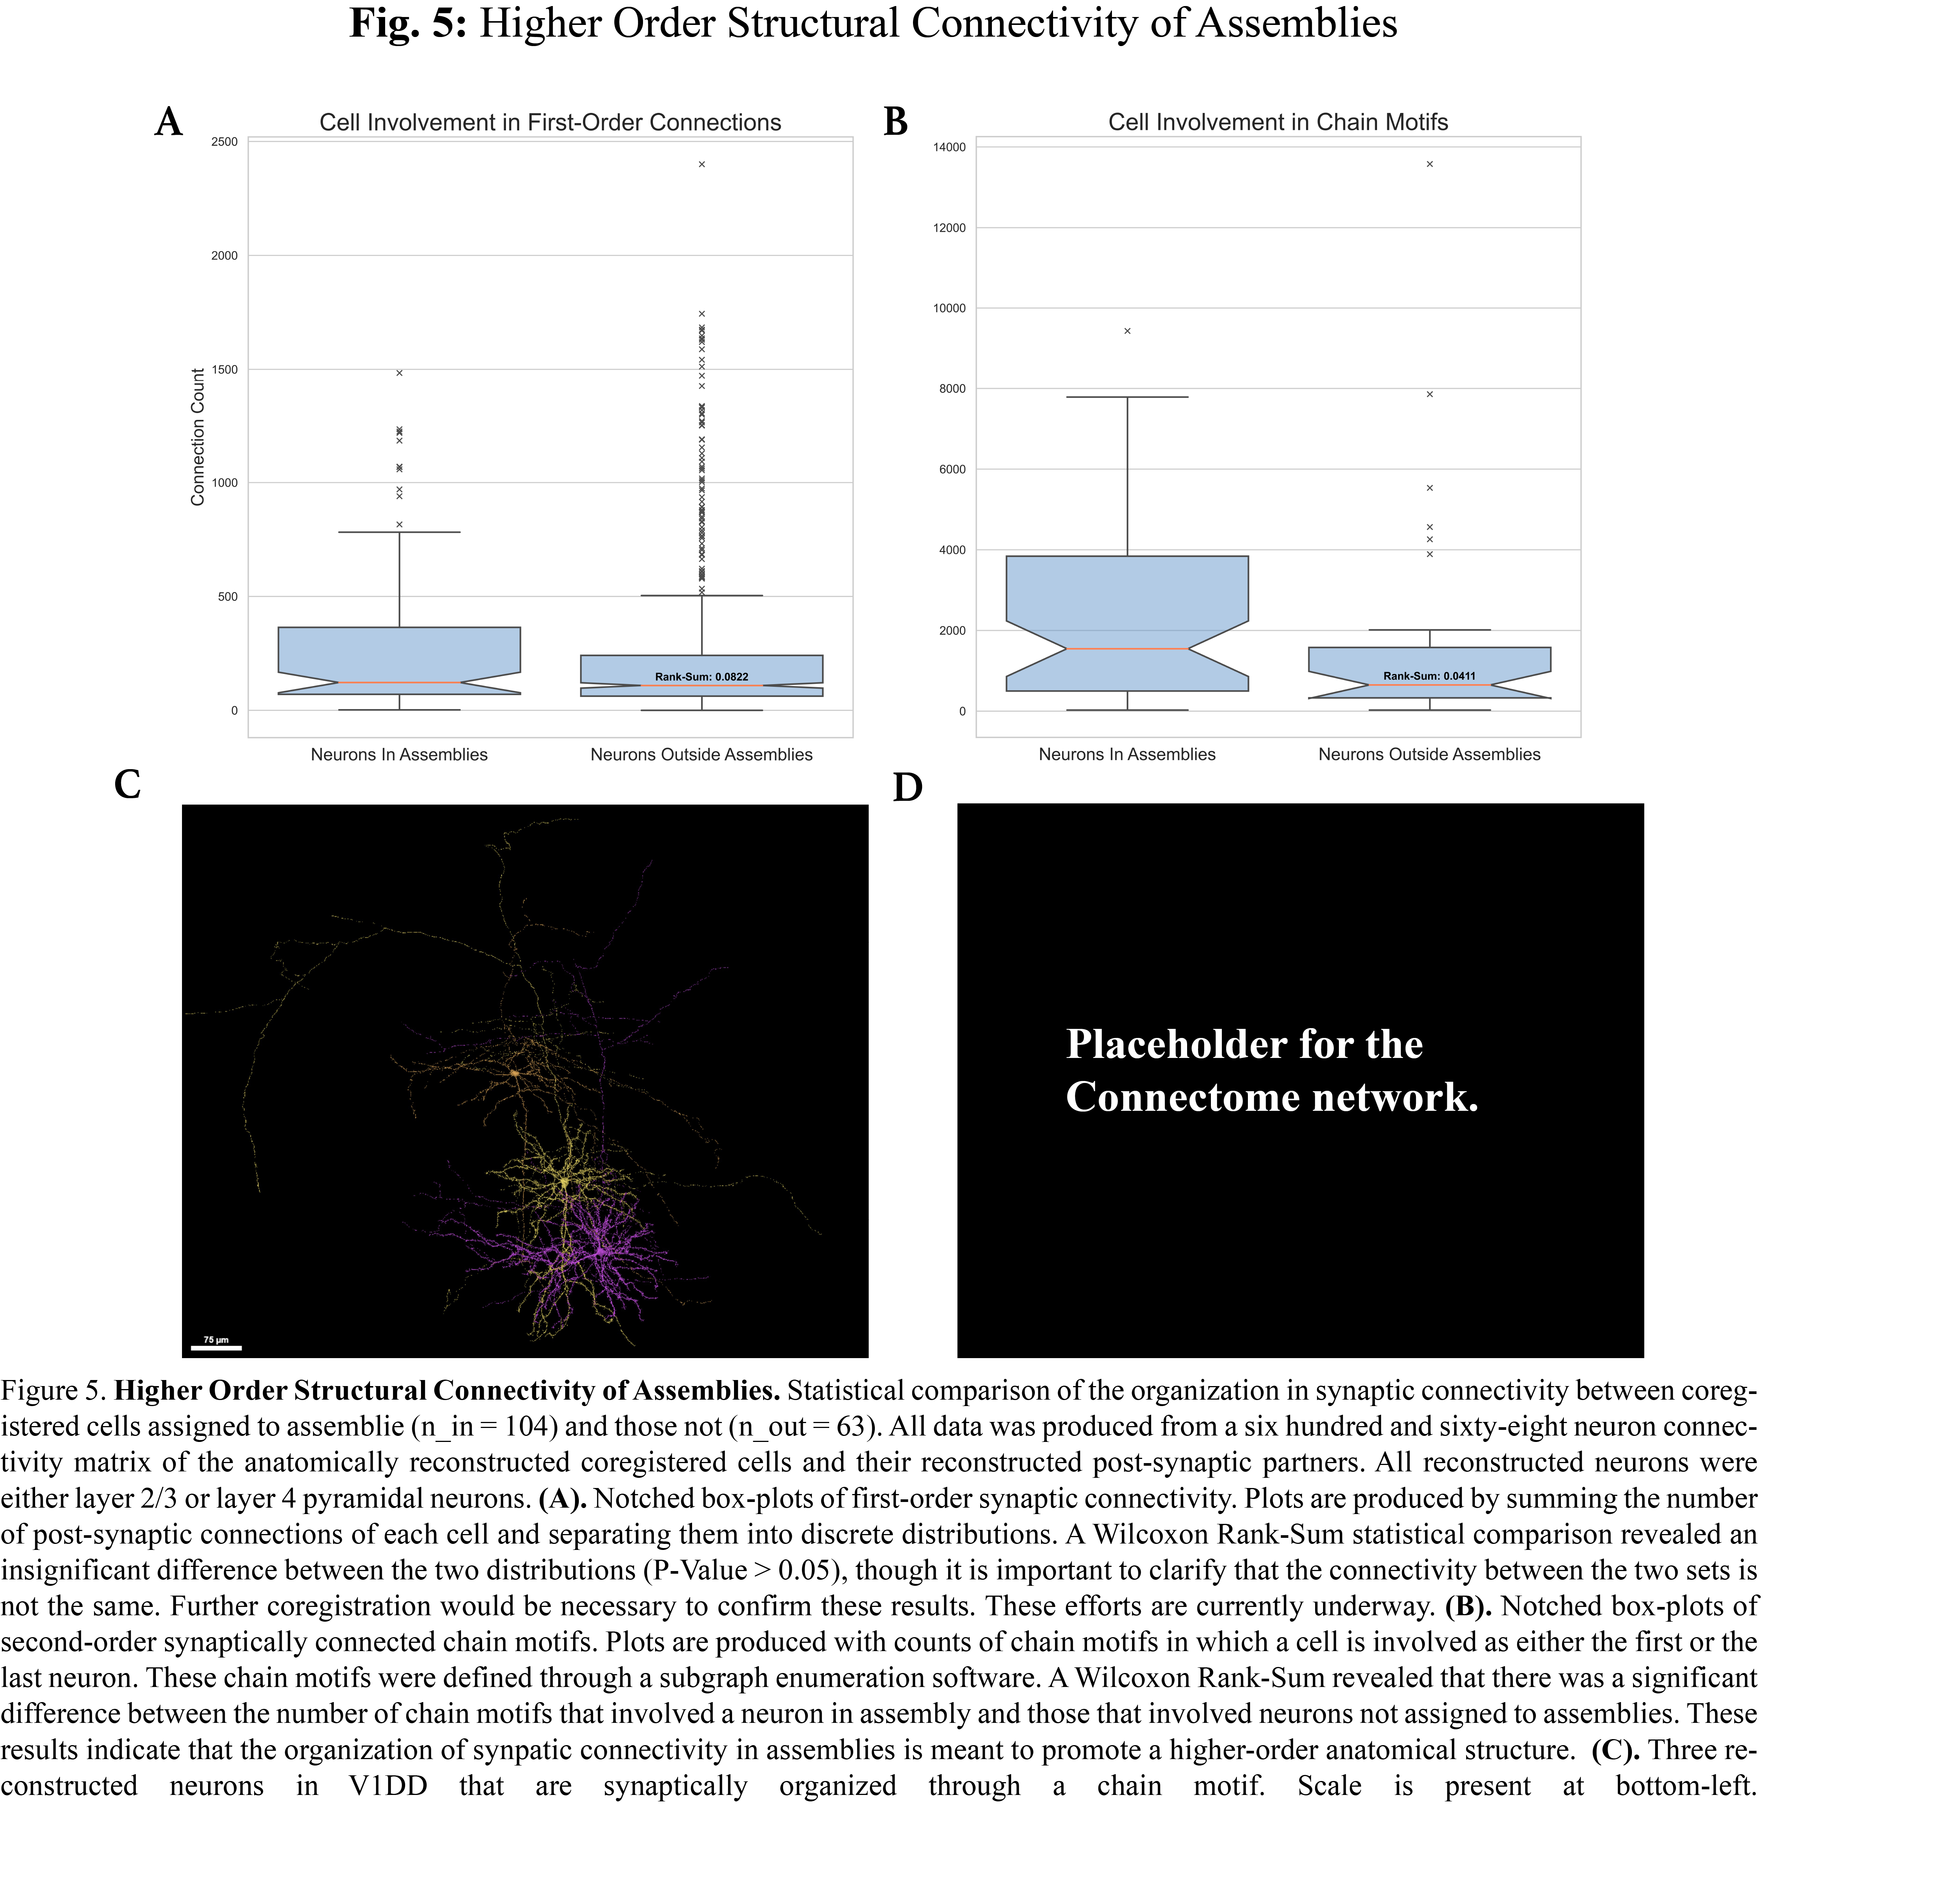 Fig. 5: Higher Order Structural Connectivity of Assemblies
A
Cell Involvement in First-Order Connections
2500
2000
1500
1000
500
0
Connection Count
Rank-Sum: 0.0822
Neurons In Assemblies
Neurons Outside Assemblies
B
Cell Involvement in Chain Motifs
14000
12000
10000
8000
6000
4000
2000
0
Rank-Sum: 0.0411
Neurons In Assemblies
Neurons Outside Assemblies
C
75 µm
D
Placeholder for the
Connectome network.
Figure 5. Higher Order Structural Connectivity of Assemblies. Statistical comparison of the organization in synaptic connectivity between coreg-
istered cells assigned to assemblie (n_in = 104) and those not (n_out = 63). All data was produced from a six hundred and sixty-eight neuron connec-
tivity matrix of the anatomically reconstructed coregistered cells and their reconstructed post-synaptic partners. All reconstructed neurons were
either layer 2/3 or layer 4 pyramidal neurons. (A). Notched box-plots of first-order synaptic connectivity. Plots are produced by summing the number
of post-synaptic connections of each cell and separating them into discrete distributions. A Wilcoxon Rank-Sum statistical comparison revealed an
insignificant difference between the two distributions (P-Value > 0.05), though it is important to clarify that the connectivity between the two sets is
not the same. Further coregistration would be necessary to confirm these results. These efforts are currently underway. (B). Notched box-plots of
second-order synaptically connected chain motifs. Plots are produced with counts of chain motifs in which a cell is involved as either the first or the
last neuron. These chain motifs were defined through a subgraph enumeration software. A Wilcoxon Rank-Sum revealed that there was a significant
difference between the number of chain motifs that involved a neuron in assembly and those that involved neurons not assigned to assemblies. These
results indicate that the organization of synpatic connectivity in assemblies is meant to promote a higher-order anatomical structure. (C). Three re-
constructed neurons in V1DD that are synaptically organized through a chain motif. Scale is present at bottom-left.